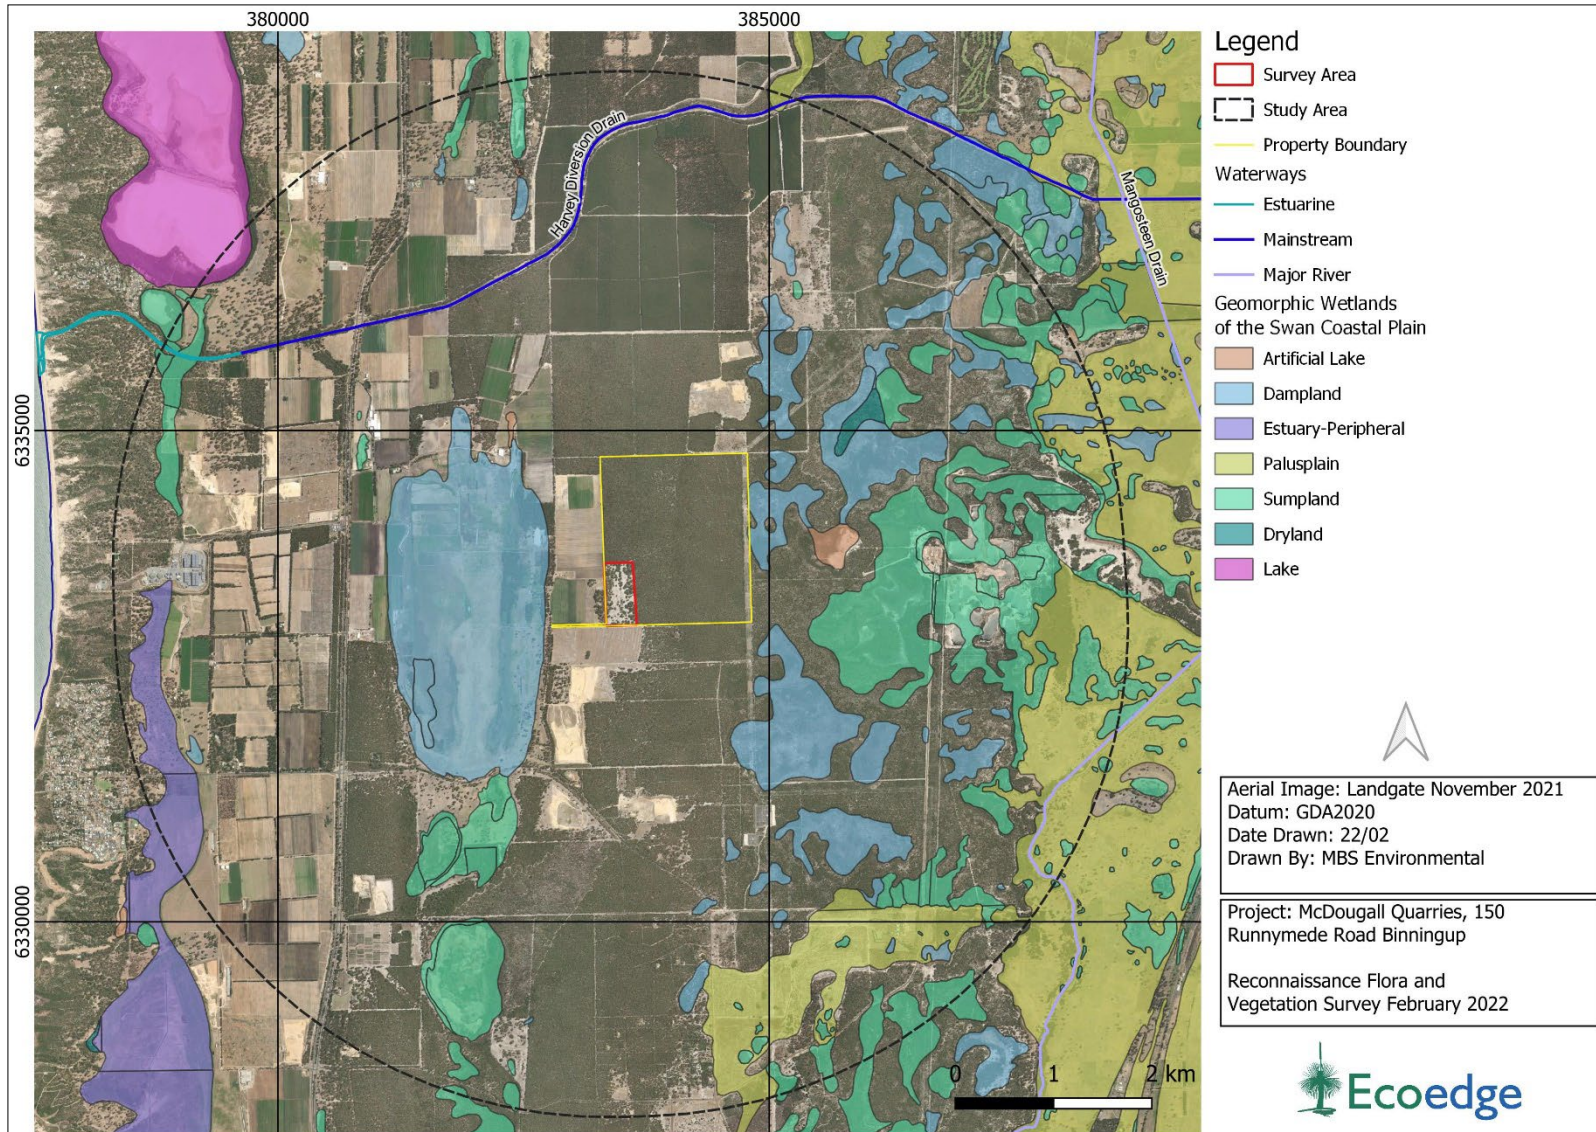 380000
385000
Harvey Diversion Drain
Mangosteen Drain
6335000
6330000
0 1 2 km
Legend
Survey Area
Study Area
Property Boundary
Waterways
Estuarine
Mainstream
Major River
Geomorphic Wetlands
of the Swan Coastal Plain
Artificial Lake
Dampland
Estuary-Peripheral
Palusplain
Sumpland
Dryland
Lake
Aerial Image: Landgate November 2021
Datum: GDA2020
Date Drawn: 22/02
Drawn By: MBS Environmental
Project: McDougall Quarries, 150
Runnymede Road Binningup
Reconnaissance Flora and
Vegetation Survey February 2022
Ecoedge